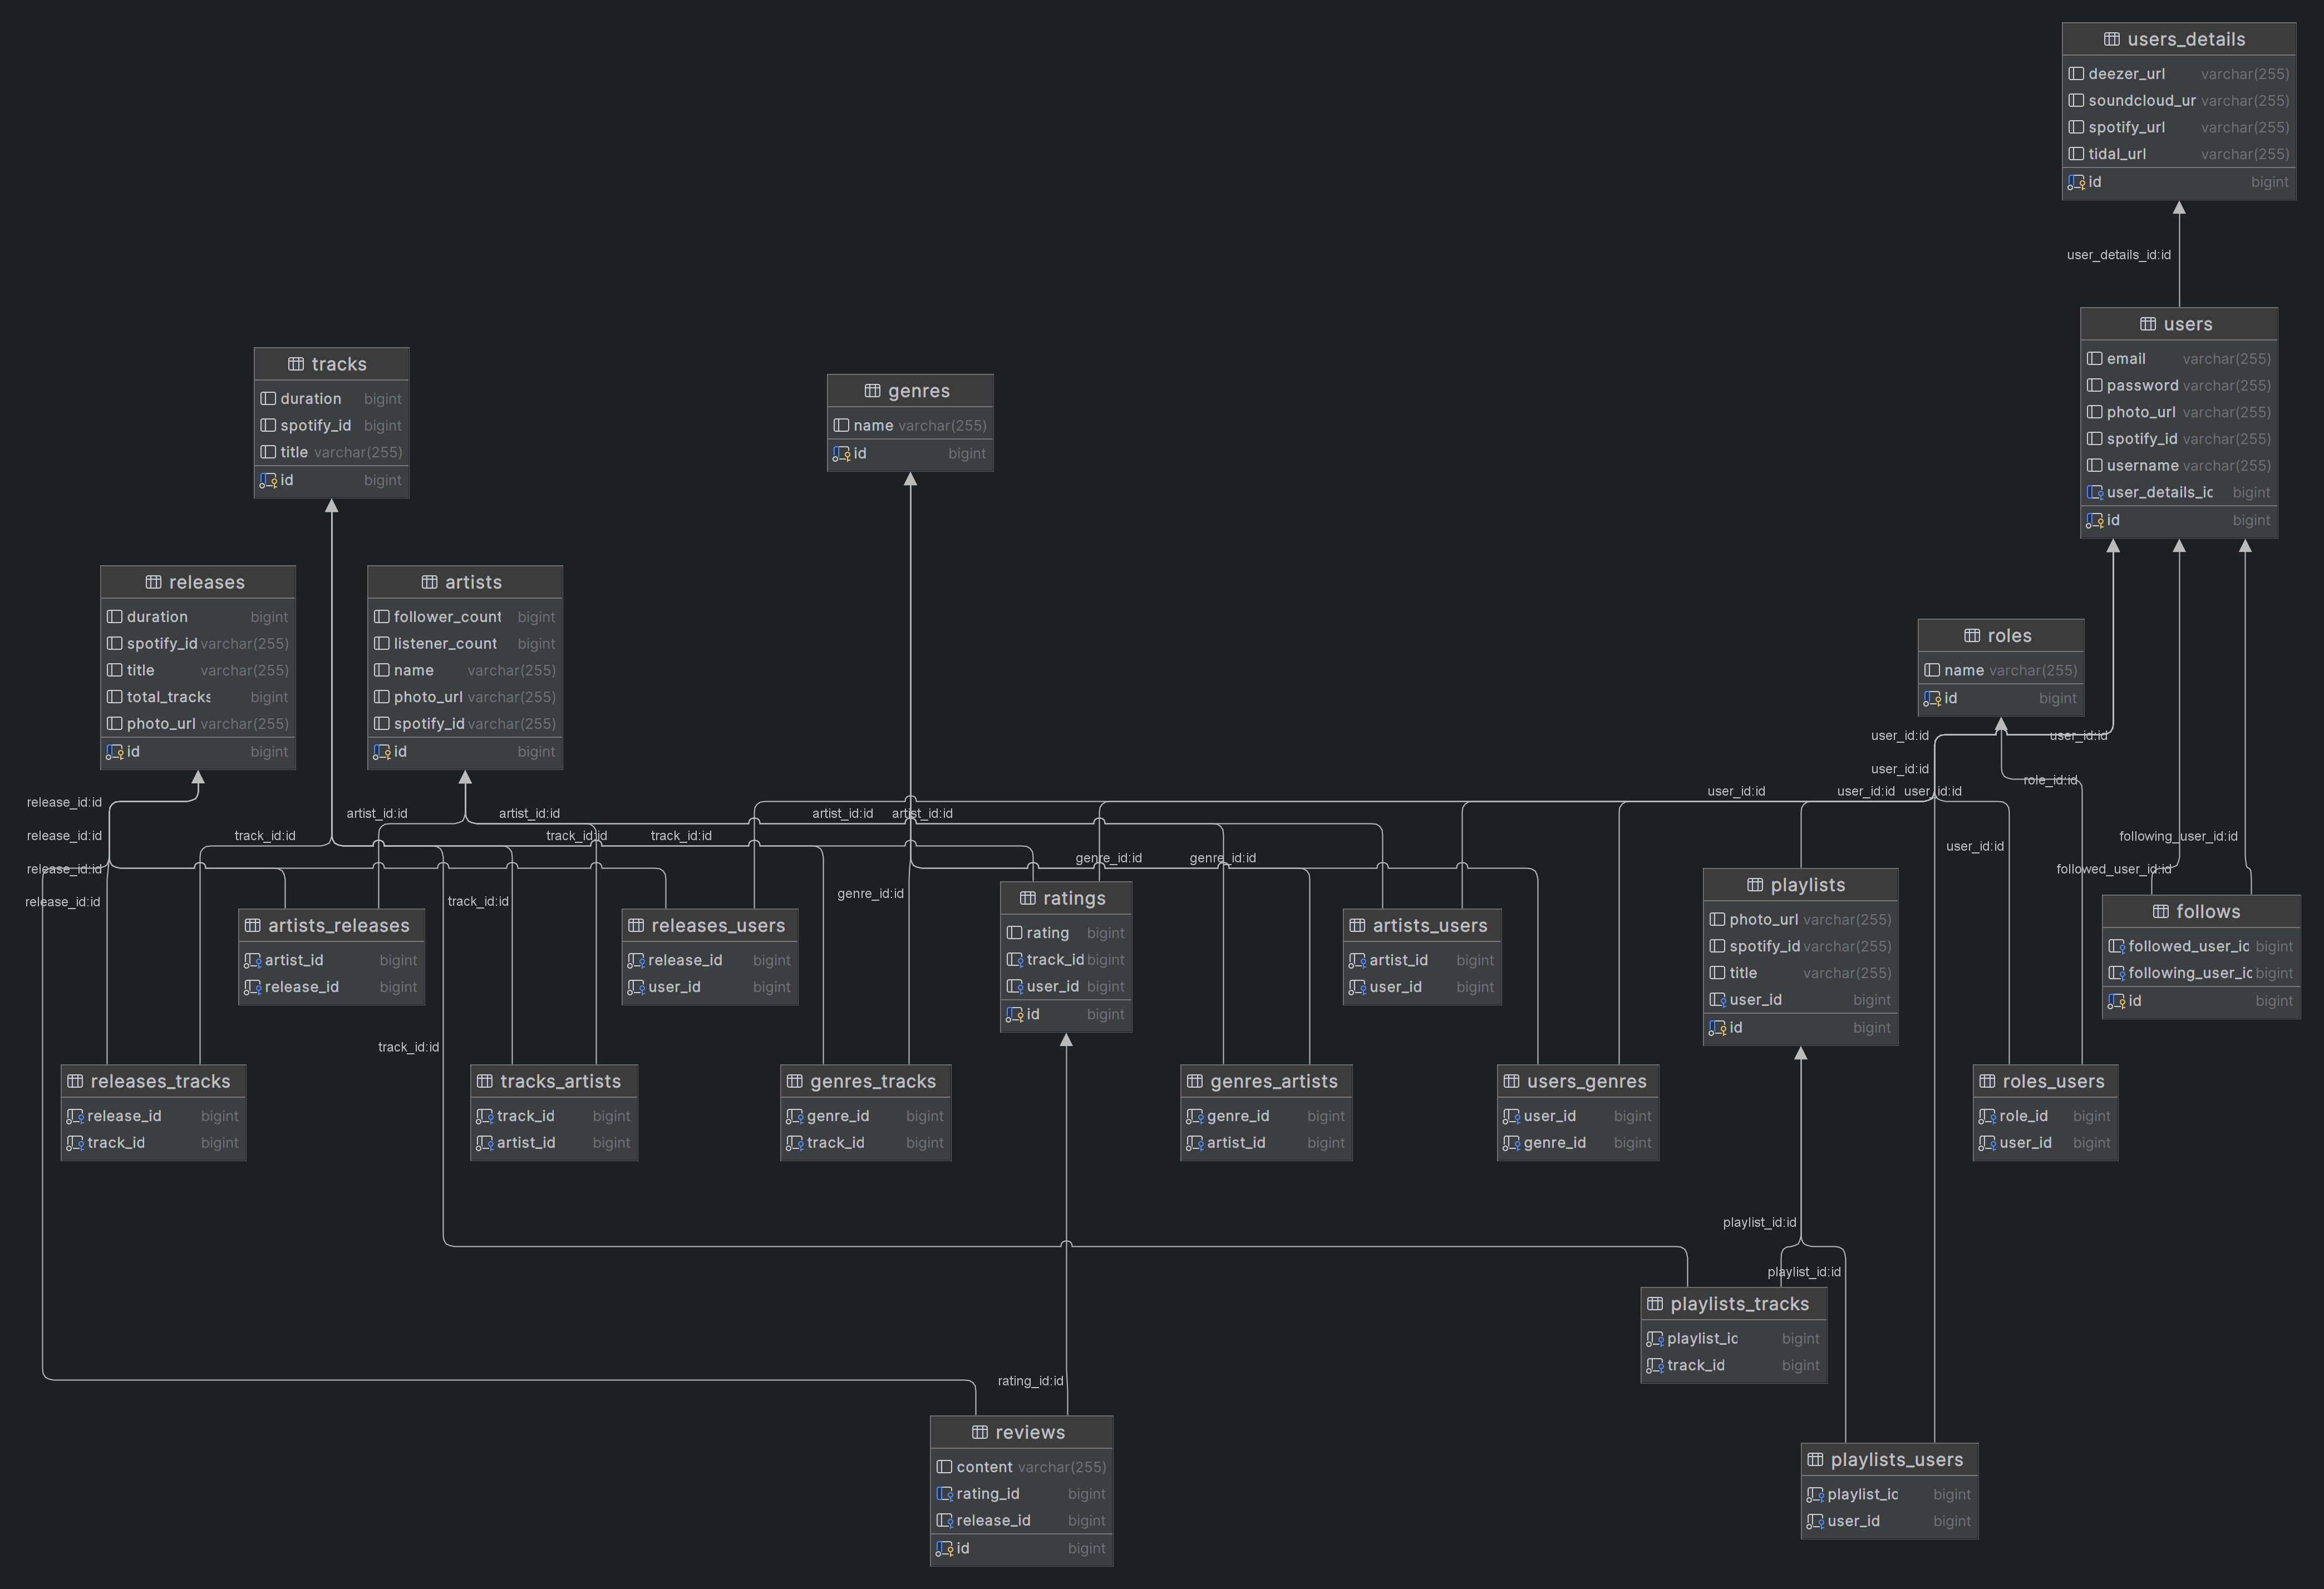 users_details
deezer_url varchar(255)
soundcloud_ur varchar(255)
spotify_url varchar(255)
tidal_url varchar(255)
id bigint
user_details_id:id
users
email varchar(255)
password varchar(255)
photo_url varchar(255)
spotify_id varchar(255)
username varchar(255)
user_details_ic bigint
id bigint
tracks
duration bigint
spotify_id bigint
title varchar(255)
id bigint
genres
name varchar(255)
id bigint
releases
duration bigint
spotify_id varchar(255)
title varchar(255)
total_tracks bigint
photo_url varchar(255)
id bigint
artists
follower_count bigint
listener_count bigint
name varchar(255)
photo_url varchar(255)
spotify_id varchar(255)
id bigint
roles
name varchar(255)
id bigint
user_id:id user_id:id
user_id:id
role_id:id
user_id:id user_id:id user_id:id
release_id:id
artist_id:id artist_id:id artist_id:id artist_id:id
release_id:id track_id:id track_id:id track_id:id
following_user_id:id
user_id:id
genre_id:id genre_id:id
release_id:id
followed_user_id:id
genre_id:id
release_id:id
track_id:id
artists_releases
artist_id bigint
release_id bigint
releases_users
release_id bigint
user_id bigint
ratings
rating bigint
track_id bigint
user_id bigint
id bigint
artists_users
artist_id bigint
user_id bigint
playlists
photo_url varchar(255)
spotify_id varchar(255)
title varchar(255)
user_id bigint
id bigint
follows
followed_user_ic bigint
following_user_ic bigint
id bigint
track_id:id
releases_tracks
release_id bigint
track_id bigint
tracks_artists
track_id bigint
artist_id bigint
genres_tracks
genre_id bigint
track_id bigint
genres_artists
genre_id bigint
artist_id bigint
users_genres
user_id bigint
genre_id bigint
roles_users
role_id bigint
user_id bigint
playlist_id:id
playlist_id:id
playlists_tracks
playlist_ic bigint
track_id bigint
rating_id:id
reviews
content varchar(255)
rating_id bigint
release_id bigint
id bigint
playlists_users
playlist_id bigint
user_id bigint